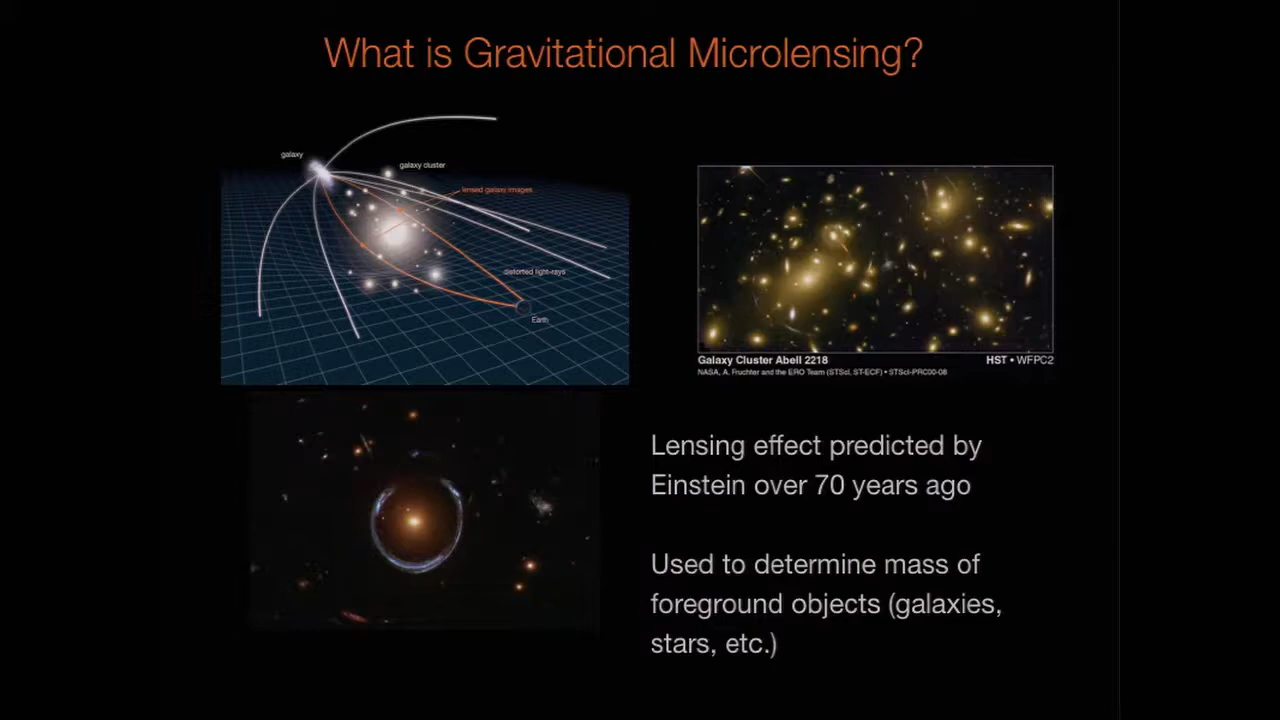 What is Gravitational Microlensing?
galaxy
galaxy cluster
lensed galaxy images
distorted light-rays
Earth
Galaxy Cluster Abell 2218
HST • WFPC2
NASA, A. Fruchter and the ERO Team (STScI, ST-ECF) • STScI-PRC00-08
Lensing effect predicted by
Einstein over 70 years ago
Used to determine mass of
foreground objects (galaxies,
stars, etc.)